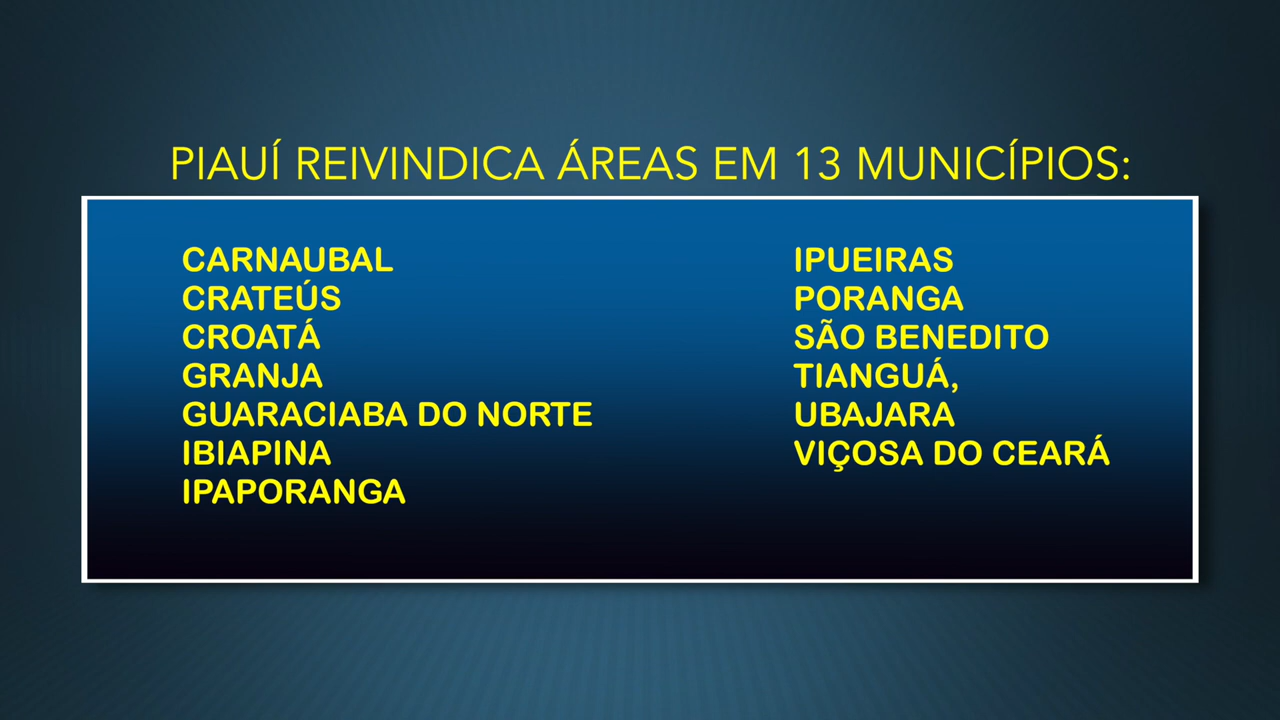 PIAUÍ REIVINDICA ÁREAS EM 13 MUNICÍPIOS:
CARNAUBAL
CRATEÚS
CROATÁ
GRANJA
GUARACIABA DO NORTE
IBIAPINA
IPAPORANGA
IPUEIRAS
PORANGA
SÃO BENEDITO
TIANGUÁ,
UBAJARA
VIÇOSA DO CEARÁ